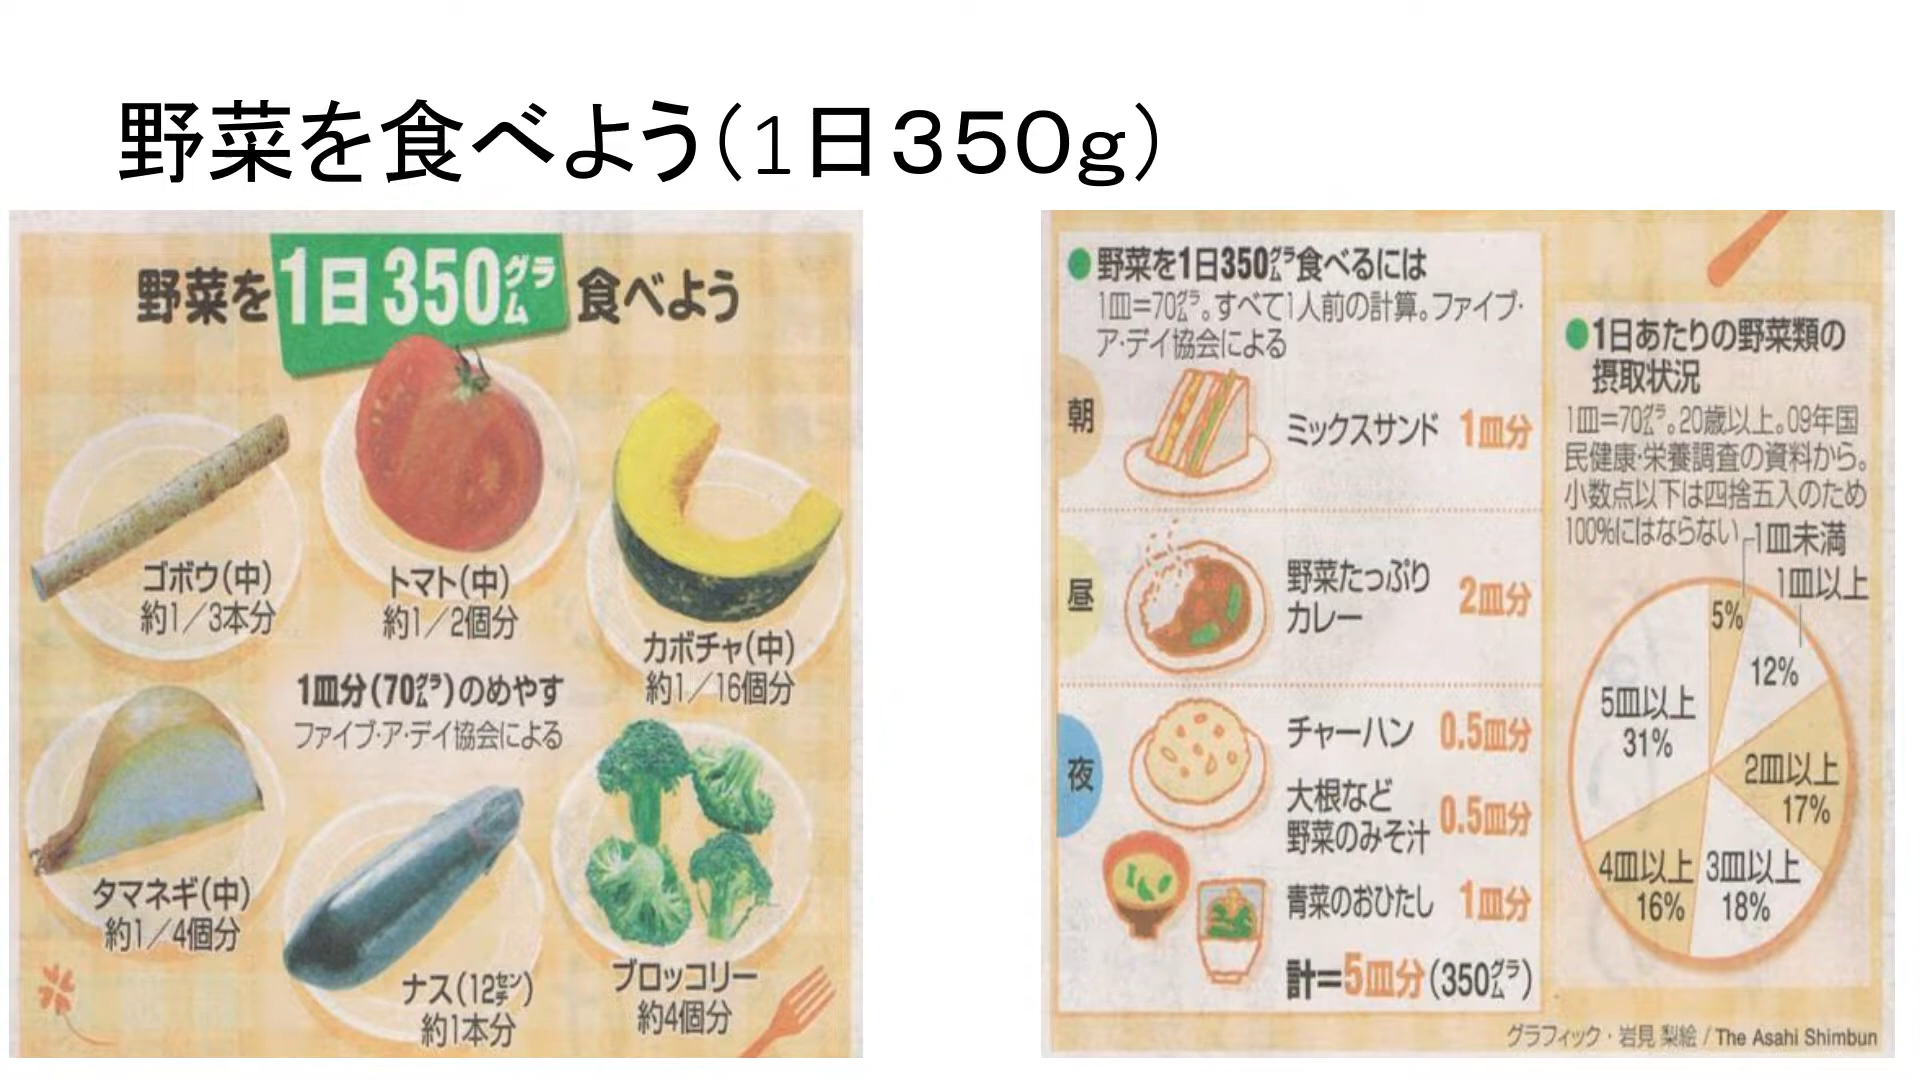 野菜を食べよう(1日350g)
野菜を1日350グラム食べよう
ゴボウ(中)
約1/3本分
トマト(中)
約1/2個分
カボチャ(中)
約1/16個分
1皿分(70グラム)のめやす
ファイブ・ア・デイ協会による
タマネギ(中)
約1/4個分
ナス(12センチ)
約1本分
ブロッコリー
約4個分
●野菜を1日350グラム食べるには
1皿=70グラム。すべて1人前の計算。ファイブ・
ア・デイ協会による
朝
ミックスサンド 1皿分
昼
野菜たっぷり
カレー 2皿分
夜
チャーハン 0.5皿分
大根など
野菜のみそ汁 0.5皿分
青菜のおひたし 1皿分
計=5皿分(350グラム)
●1日あたりの野菜類の
摂取状況
1皿=70グラム。20歳以上。09年国
民健康・栄養調査の資料から。
小数点以下は四捨五入のため
100%にはならない
1皿未満
5%
1皿以上
12%
2皿以上
17%
3皿以上
18%
4皿以上
16%
5皿以上
31%
グラフィック・岩見 梨絵 / The Asahi Shimbun